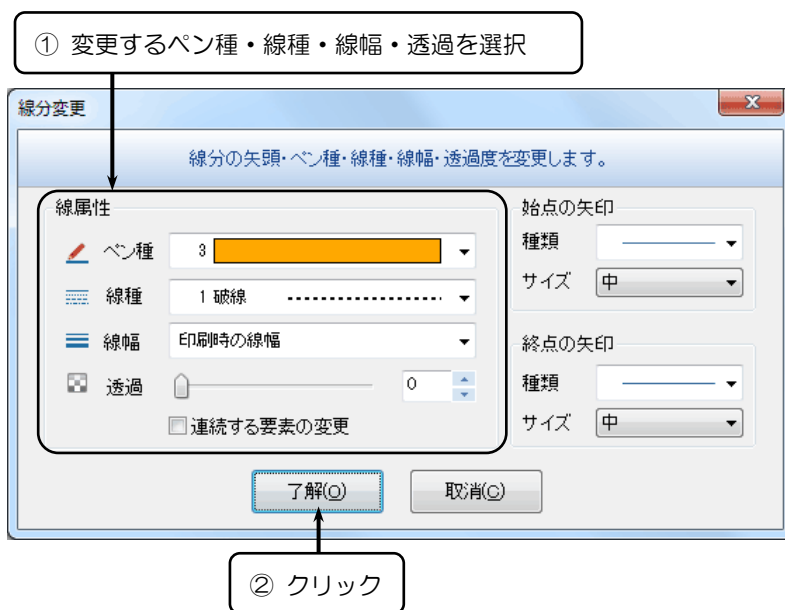 ① 変更するペン種・線種・線幅・透過を選択
線分変更
線分の矢頭・ペン種・線種・線幅・透過度を変更します。
線属性
ペン種 3
線種 1 破線
線幅 印刷時の線幅
透過 0
連続する要素の変更
始点の矢印
種類
サイズ 中
終点の矢印
種類
サイズ 中
了解(O) 取消(C)
② クリック